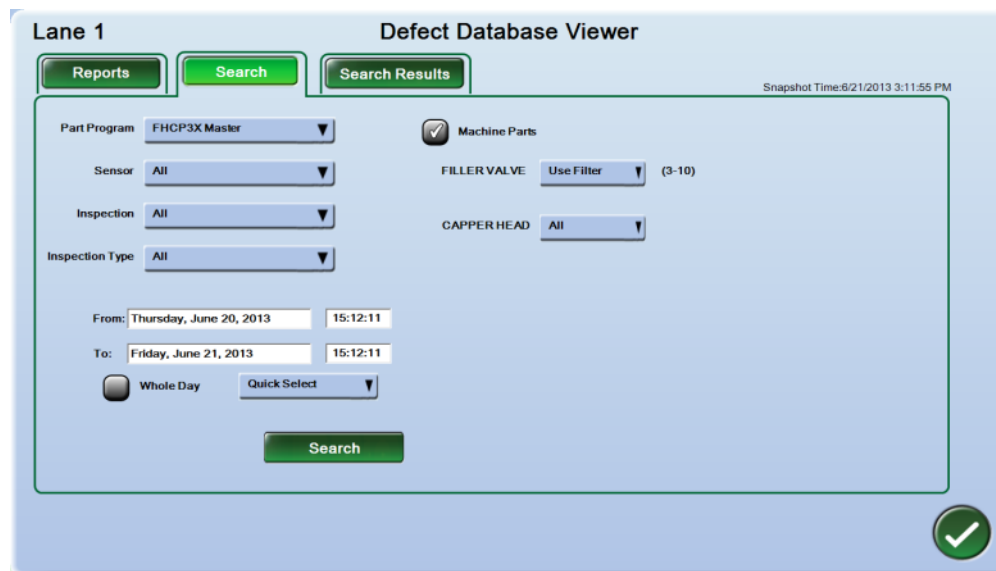 Lane 1
Defect Database Viewer
Reports
Search
Search Results
Snapshot Time:6/21/2013 3:11:55 PM
Part Program FHCP3X Master
Machine Parts
Sensor All
FILLER VALVE Use Filter (3-10)
Inspection All
CAPPER HEAD All
Inspection Type All
From: Thursday, June 20, 2013 15:12:11
To: Friday, June 21, 2013 15:12:11
Whole Day Quick Select
Search